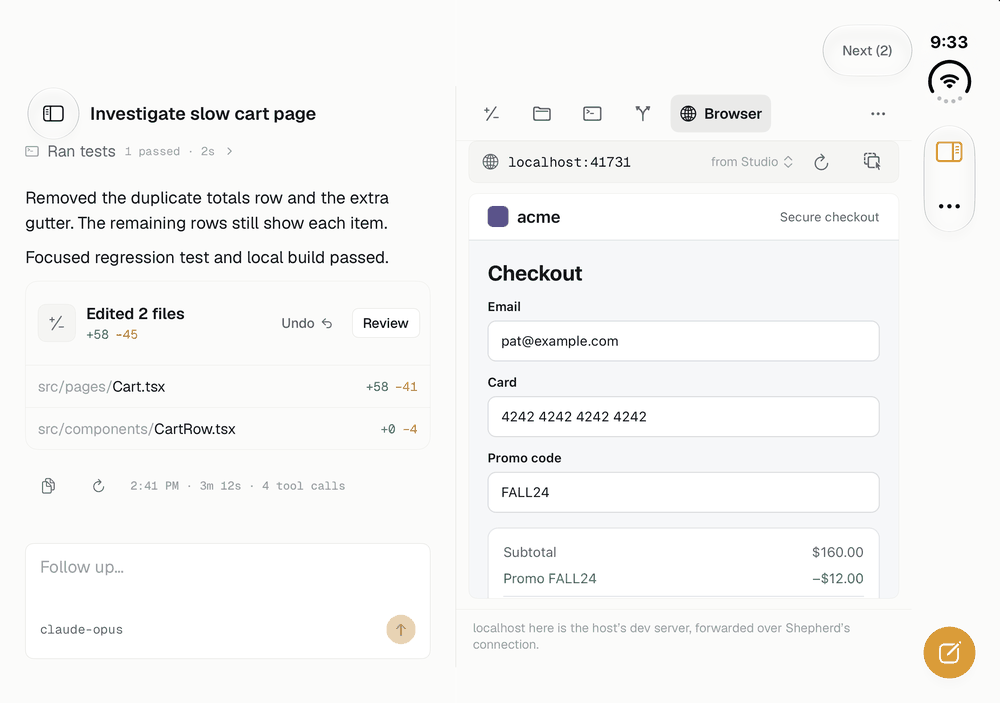 Next (2)
9:33
Investigate slow cart page
Ran tests 1 passed · 2s
Removed the duplicate totals row and the extra
gutter. The remaining rows still show each item.
Focused regression test and local build passed.
Edited 2 files
+58 -45
Undo
Review
src/pages/Cart.tsx +58 -41
src/components/CartRow.tsx +0 -4
2:41 PM · 3m 12s · 4 tool calls
Follow up…
claude-opus
Browser
localhost:41731 from Studio
acme
Secure checkout
Checkout
Email
pat@example.com
Card
4242 4242 4242 4242
Promo code
FALL24
Subtotal $160.00
Promo FALL24 –$12.00
localhost here is the host's dev server, forwarded over Shepherd's
connection.